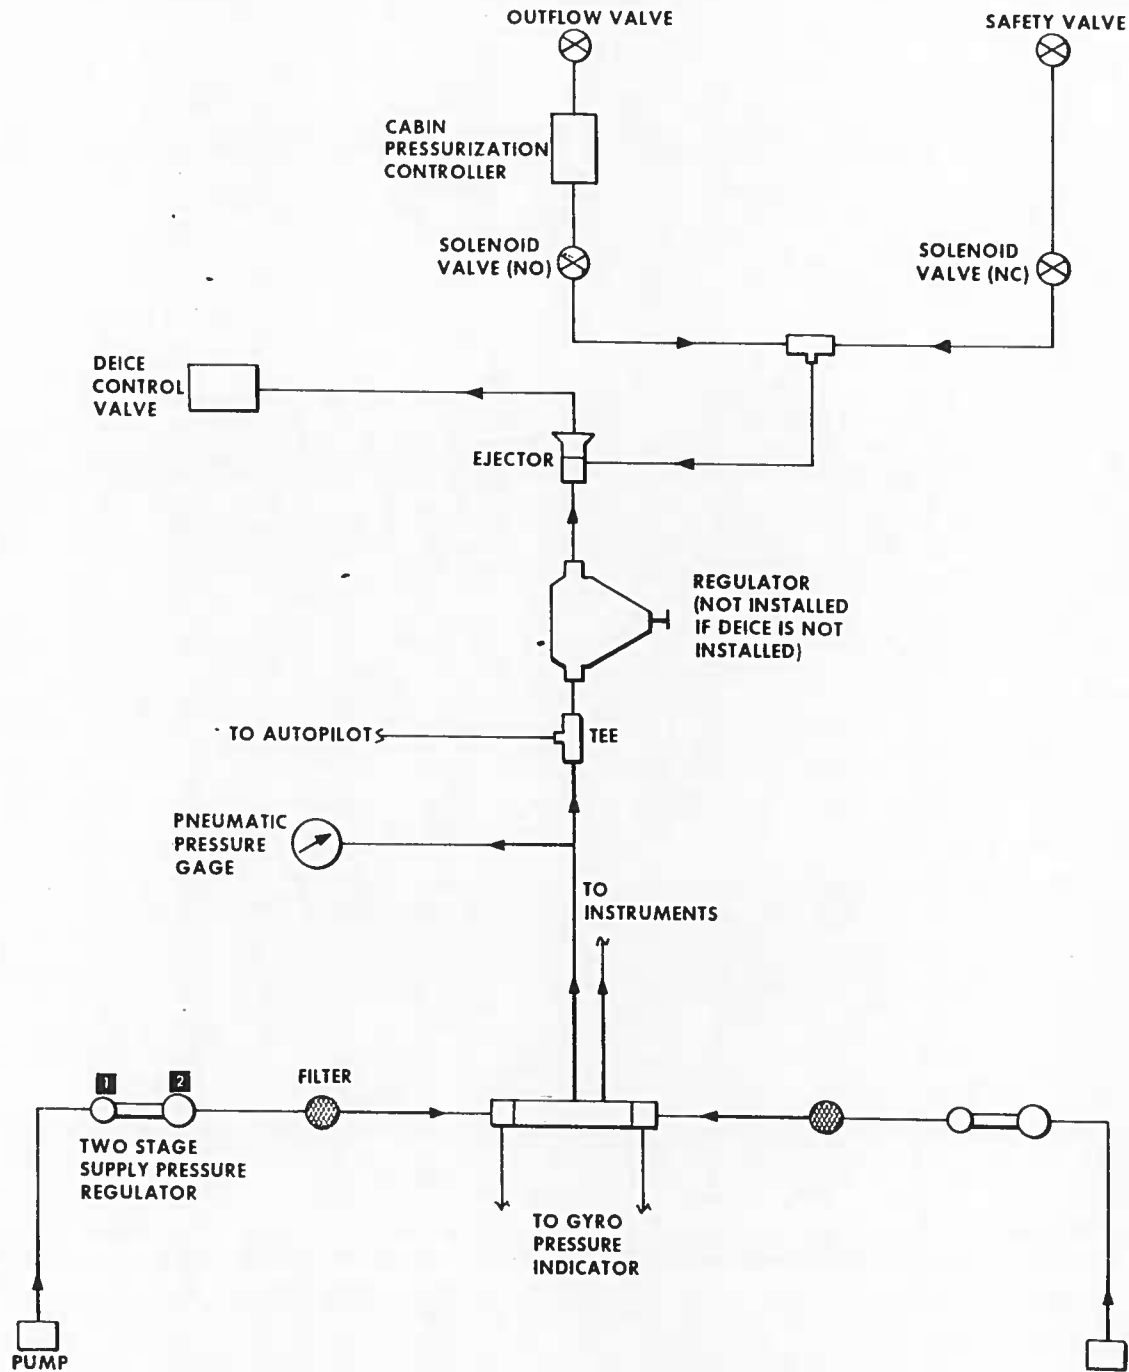 OUTFLOW VALVE
SAFETY VALVE
CABIN
PRESSURIZATION
CONTROLLER
SOLENOID
VALVE (NO)
SOLENOID
VALVE (NC)
DEICE
CONTROL
VALVE
EJECTOR
REGULATOR
(NOT INSTALLED
IF DEICE IS NOT
INSTALLED)
TO AUTOPILOT
TEE
PNEUMATIC
PRESSURE
GAGE
TO
INSTRUMENTS
1
2
FILTER
TWO STAGE
SUPPLY PRESSURE
REGULATOR
TO GYRO
PRESSURE
INDICATOR
PUMP